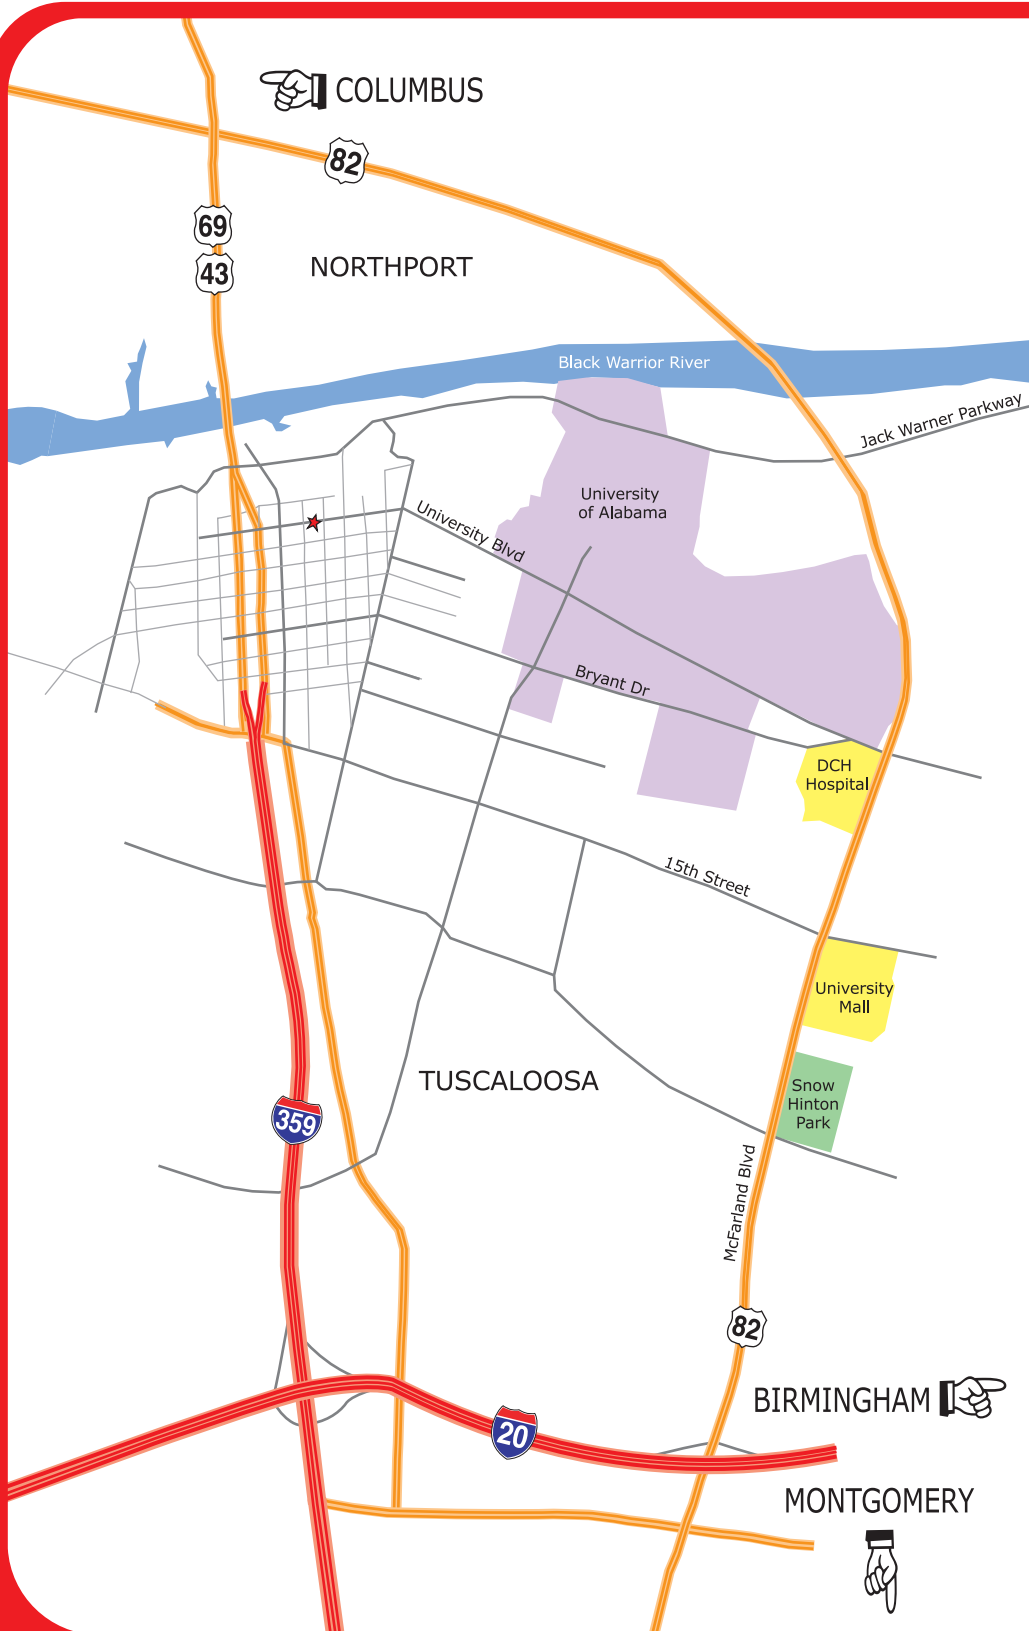 COLUMBUS
82
69
43
NORTHPORT
Black Warrior River
Jack Warner Parkway
University
of Alabama
University Blvd
Bryant Dr
DCH
Hospital
15th Street
University
Mall
TUSCALOOSA
Snow
Hinton
Park
359
McFarland Blvd
82
BIRMINGHAM
20
MONTGOMERY